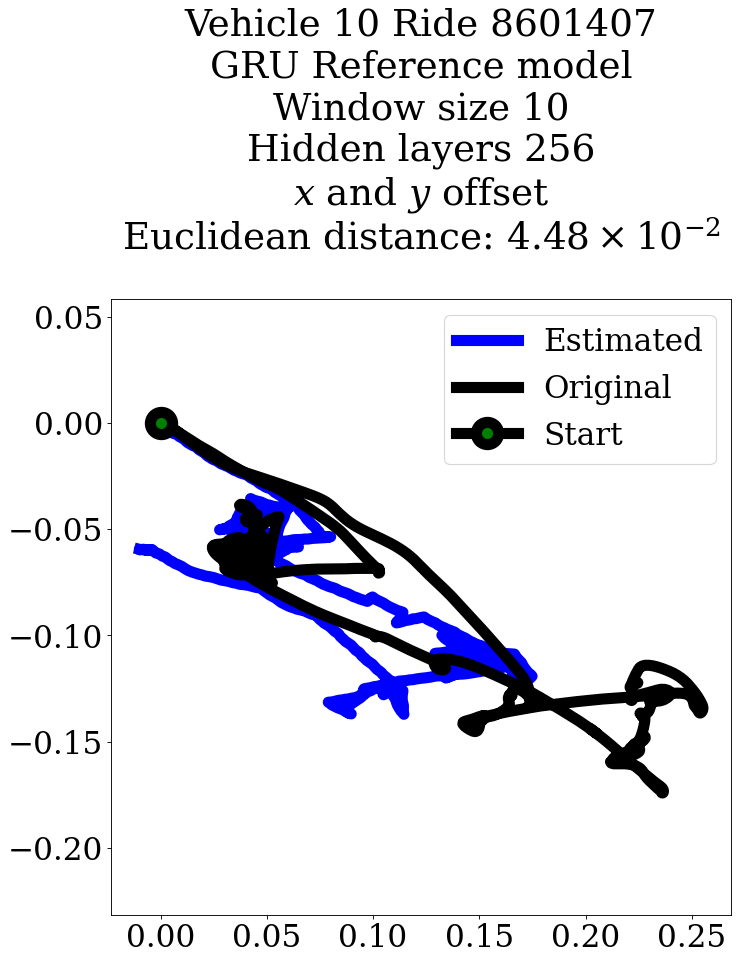 Vehicle 10 Ride 8601407
GRU Reference model
Window size 10
Hidden layers 256
x and y offset
Euclidean distance: 4.48 × 10⁻²
Estimated
Original
Start
0.05
0.00
−0.05
−0.10
−0.15
−0.20
0.00 0.05 0.10 0.15 0.20 0.25